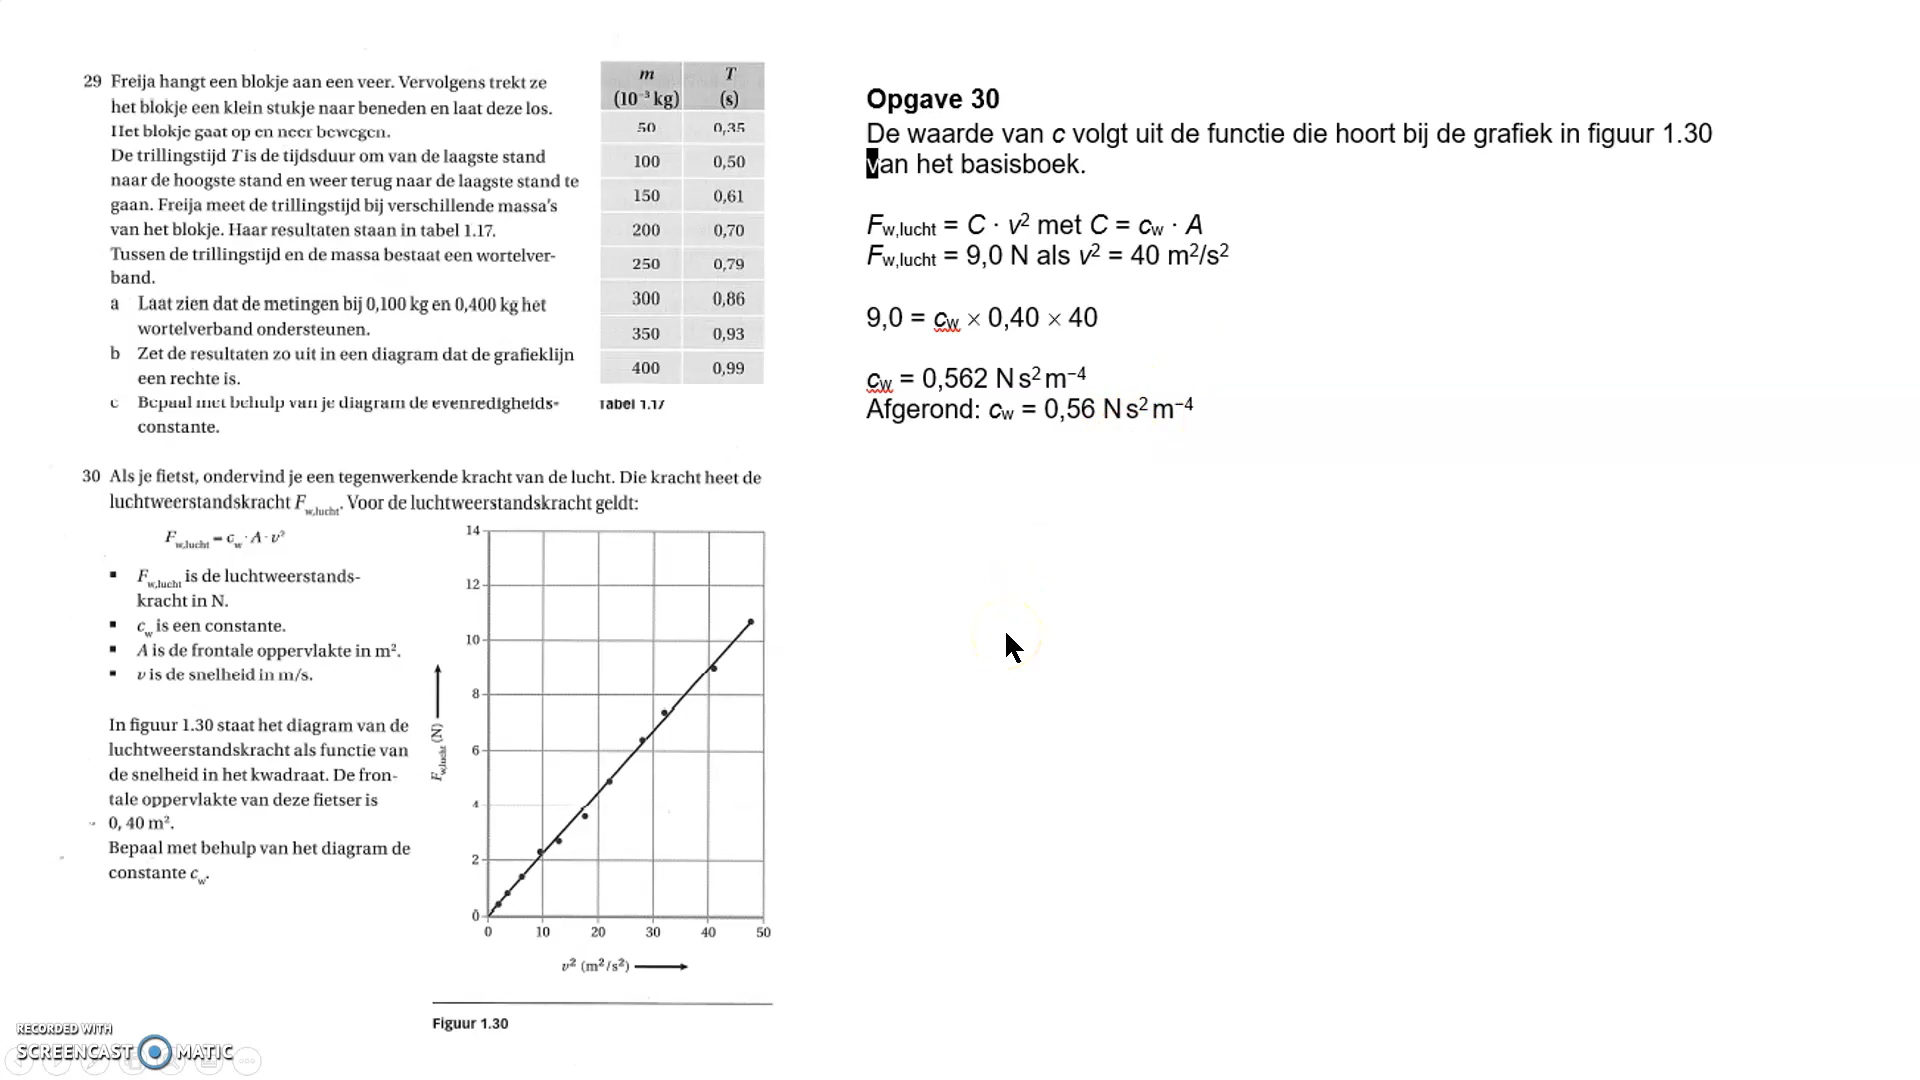 29 Freija hangt een blokje aan een veer. Vervolgens trekt ze
het blokje een klein stukje naar beneden en laat deze los.
Het blokje gaat op en neer bewegen.
De trillingstijd T is de tijdsduur om van de laagste stand
naar de hoogste stand en weer terug naar de laagste stand te
gaan. Freija meet de trillingstijd bij verschillende massa's
van het blokje. Haar resultaten staan in tabel 1.17.
Tussen de trillingstijd en de massa bestaat een wortelver-
band.
a Laat zien dat de metingen bij 0,100 kg en 0,400 kg het
wortelverband ondersteunen.
b Zet de resultaten zo uit in een diagram dat de grafieklijn
een rechte is.
c Bepaal met behulp van je diagram de evenredigheids-
constante.
m T
(10⁻³ kg) (s)
50 0,35
100 0,50
150 0,61
200 0,70
250 0,79
300 0,86
350 0,93
400 0,99
Tabel 1.17
30 Als je fietst, ondervind je een tegenwerkende kracht van de lucht. Die kracht heet de
luchtweerstandskracht F w,lucht. Voor de luchtweerstandskracht geldt:
F w,lucht = c w · A · v²
▪ F w,lucht is de luchtweerstands-
kracht in N.
▪ c w is een constante.
▪ A is de frontale oppervlakte in m².
▪ v is de snelheid in m/s.
In figuur 1.30 staat het diagram van de
luchtweerstandskracht als functie van
de snelheid in het kwadraat. De fron-
tale oppervlakte van deze fietser is
0, 40 m².
Bepaal met behulp van het diagram de
constante c w.
14
12
10
8
6
4
2
0
F w,lucht (N)
0 10 20 30 40 50
v² (m²/s²)
Figuur 1.30
Opgave 30
De waarde van c volgt uit de functie die hoort bij de grafiek in figuur 1.30
van het basisboek.
F w,lucht = C · v² met C = c w · A
F w,lucht = 9,0 N als v² = 40 m²/s²
9,0 = c w × 0,40 × 40
c w = 0,562 N s² m⁻⁴
Afgerond: c w = 0,56 N s² m⁻⁴
RECORDED WITH
SCREENCAST MATIC